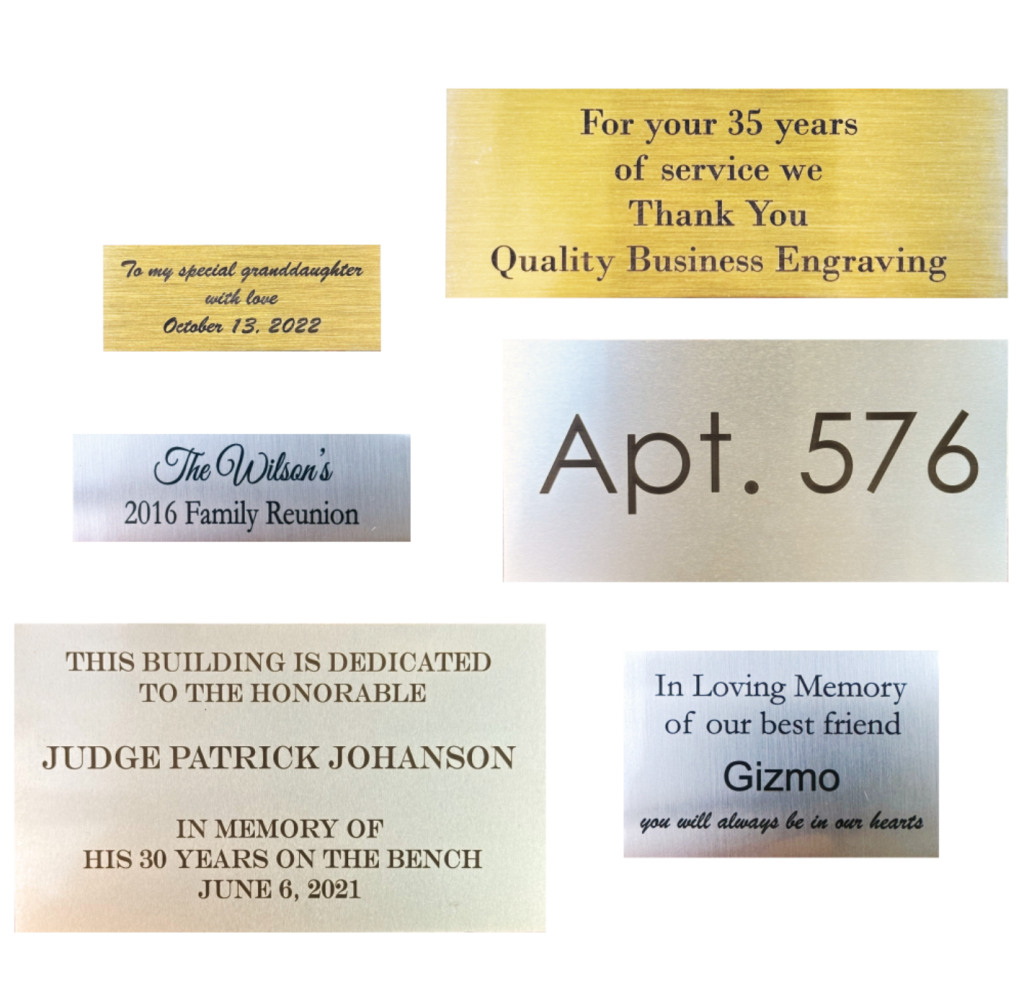 For your 35 years
of service we
Thank You
Quality Business Engraving
To my special granddaughter
with love
October 13, 2022
Apt. 576
The Wilson's
2016 Family Reunion
THIS BUILDING IS DEDICATED
TO THE HONORABLE
JUDGE PATRICK JOHANSON
IN MEMORY OF
HIS 30 YEARS ON THE BENCH
JUNE 6, 2021
In Loving Memory
of our best friend
Gizmo
you will always be in our hearts